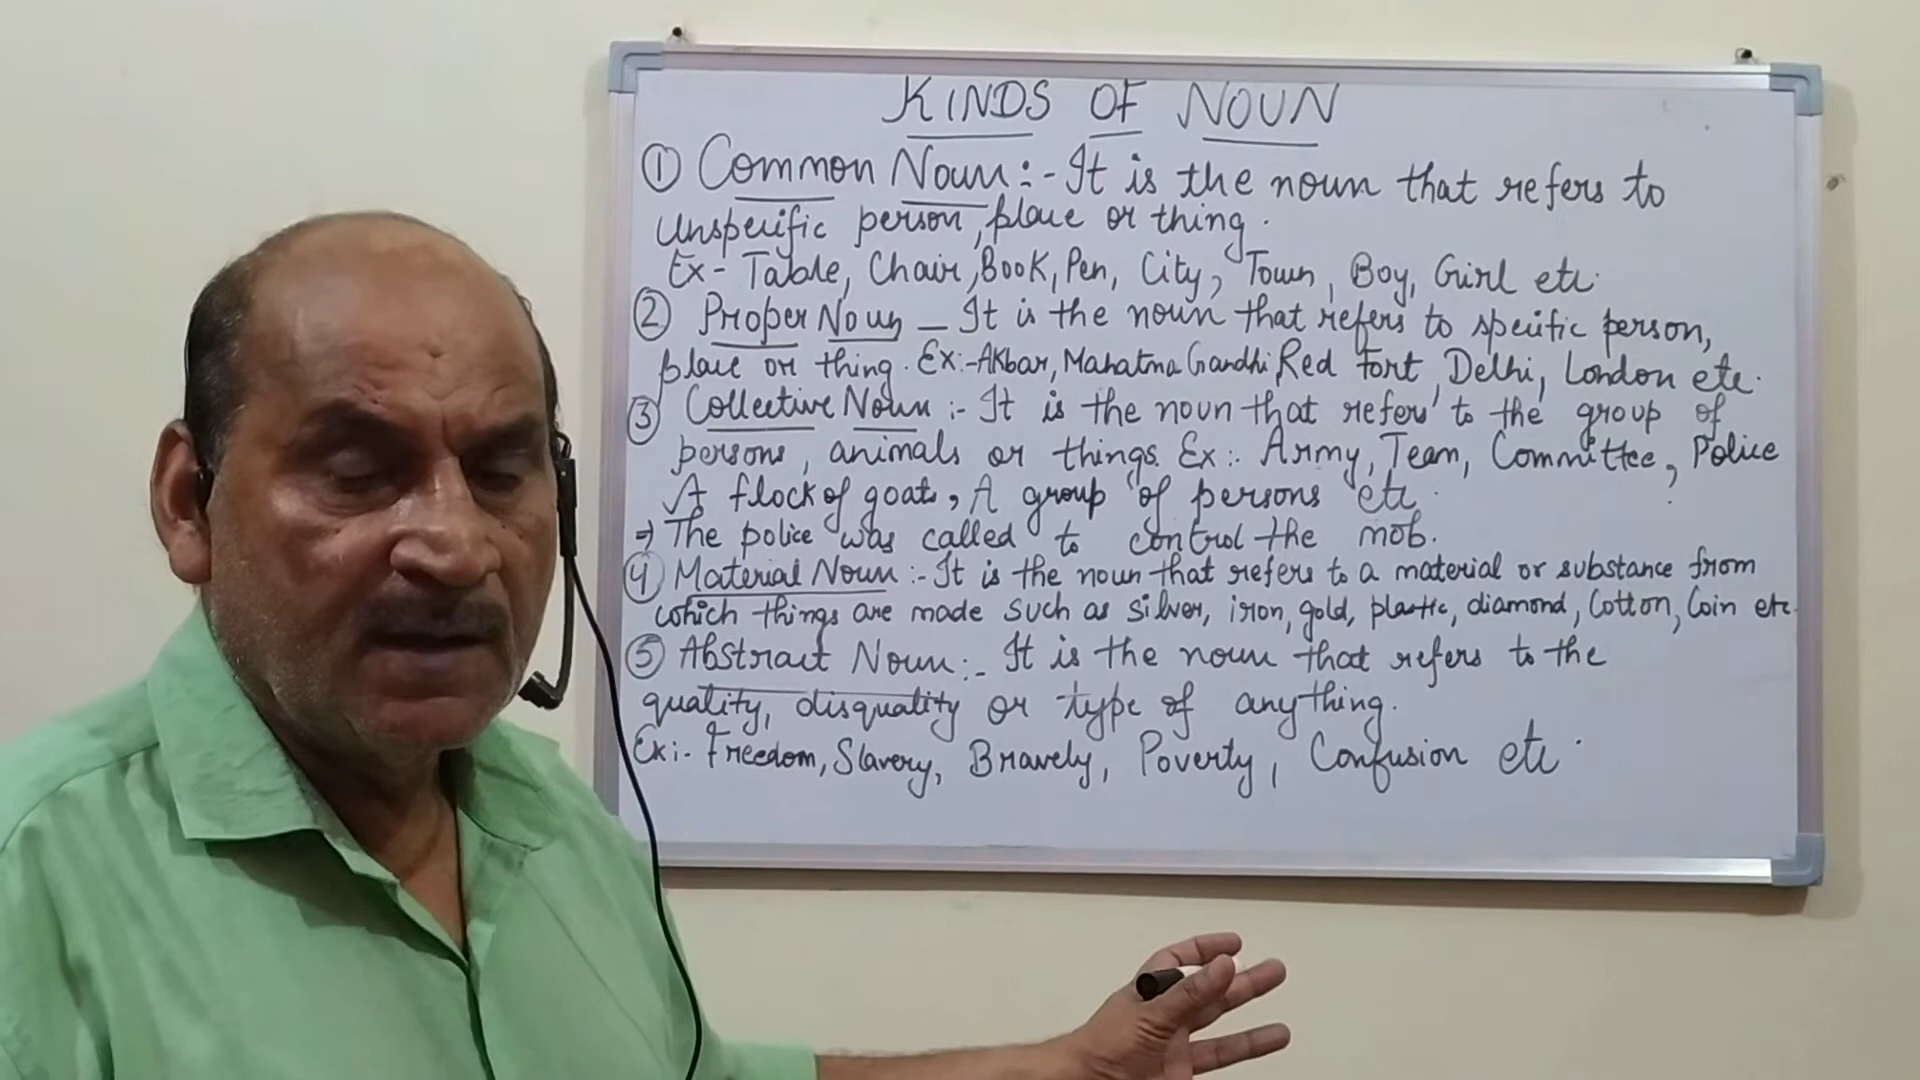 KINDS OF NOUN
① Common Noun:- It is the noun that refers to
Unspecific person, place or thing.
Ex- Table, Chair, Book, Pen, City, Town, Boy, Girl etc.
② Proper Noun – It is the noun that refers to specific person,
place or thing. Ex:- Akbar, Mahatma Gandhi, Red Fort, Delhi, London etc.
③ Collective Noun :- It is the noun that refers to the group of
persons, animals or things. Ex:- Army, Team, Committee, Police,
A flock of goats, A group of persons etc.
⇒ The police was called to control the mob.
④ Material Noun :- It is the noun that refers to a material or substance from
which things are made such as silver, iron, gold, plastic, diamond, Cotton, Coin etc.
⑤ Abstract Noun:- It is the noun that refers to the
quality, disquality or type of anything.
Ex:- Freedom, Slavery, Bravely, Poverty, Confusion etc.